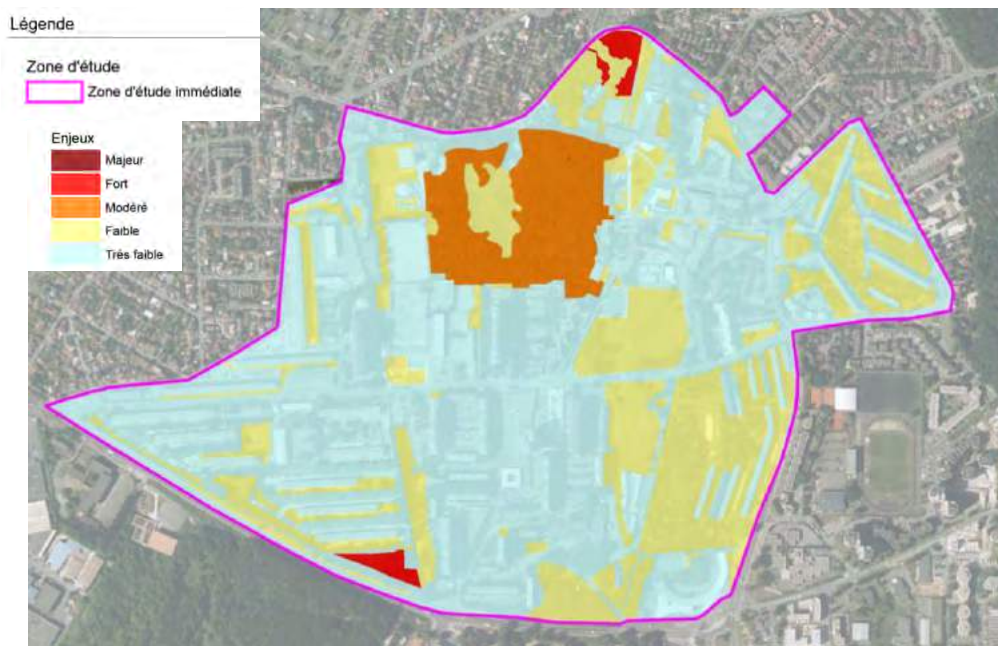 Légende
Zone d'étude
Zone d'étude immédiate
Enjeux
Majeur
Fort
Modéré
Faible
Très faible